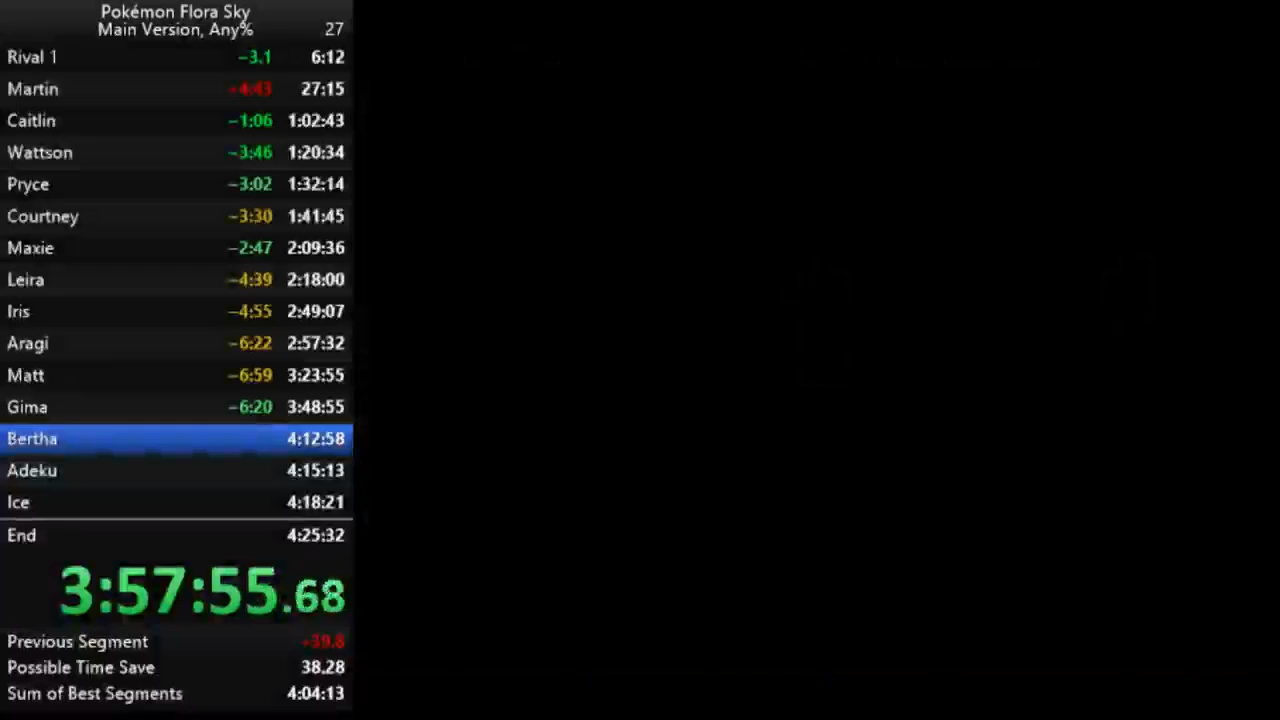 Pokémon Flora Sky
Main Version, Any% 27
Rival 1 −3.1 6:12
Martin +4:43 27:15
Caitlin −1:06 1:02:43
Wattson −3:46 1:20:34
Pryce −3:02 1:32:14
Courtney −3:30 1:41:45
Maxie −2:47 2:09:36
Leira −4:39 2:18:00
Iris −4:55 2:49:07
Aragi −6:22 2:57:32
Matt −6:59 3:23:55
Gima −6:20 3:48:55
Bertha 4:12:58
Adeku 4:15:13
Ice 4:18:21
End 4:25:32
3:57:55.68
Previous Segment +39.8
Possible Time Save 38.28
Sum of Best Segments 4:04:13